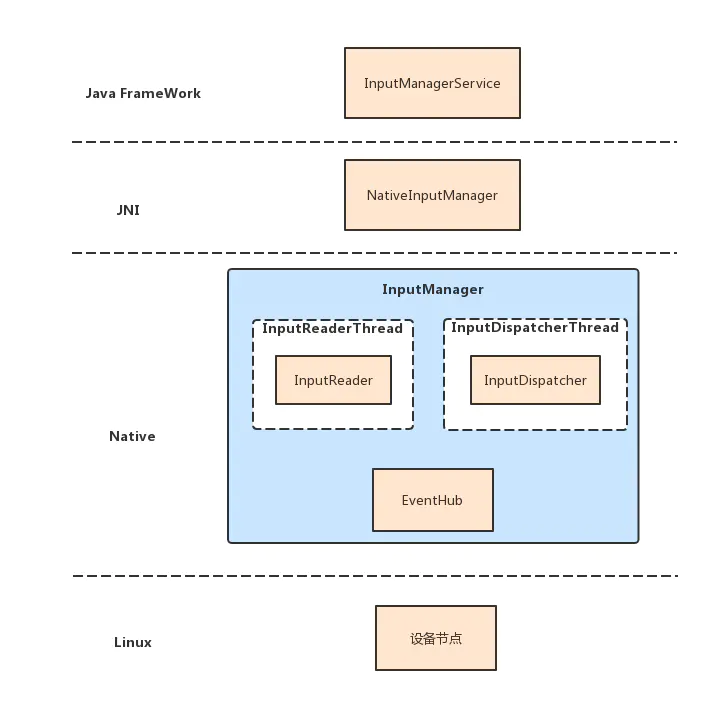 InputManagerService
Java FrameWork
NativeInputManager
JNI
InputManager
InputReaderThread
InputDispatcherThread
InputReader
InputDispatcher
Native
EventHub
设备节点
Linux